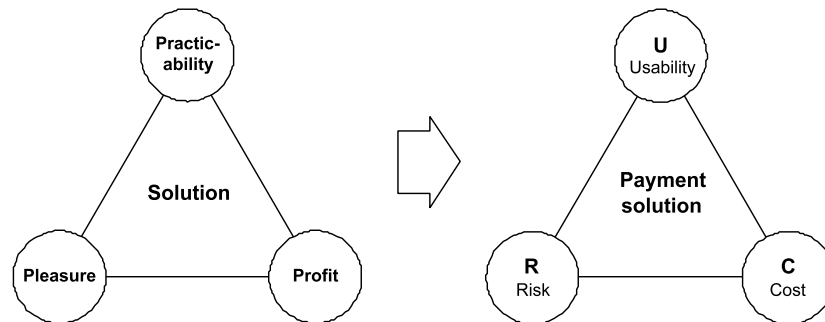 Practic-
ability
Solution
Pleasure
Profit
U
Usability
Payment
solution
R
Risk
C
Cost